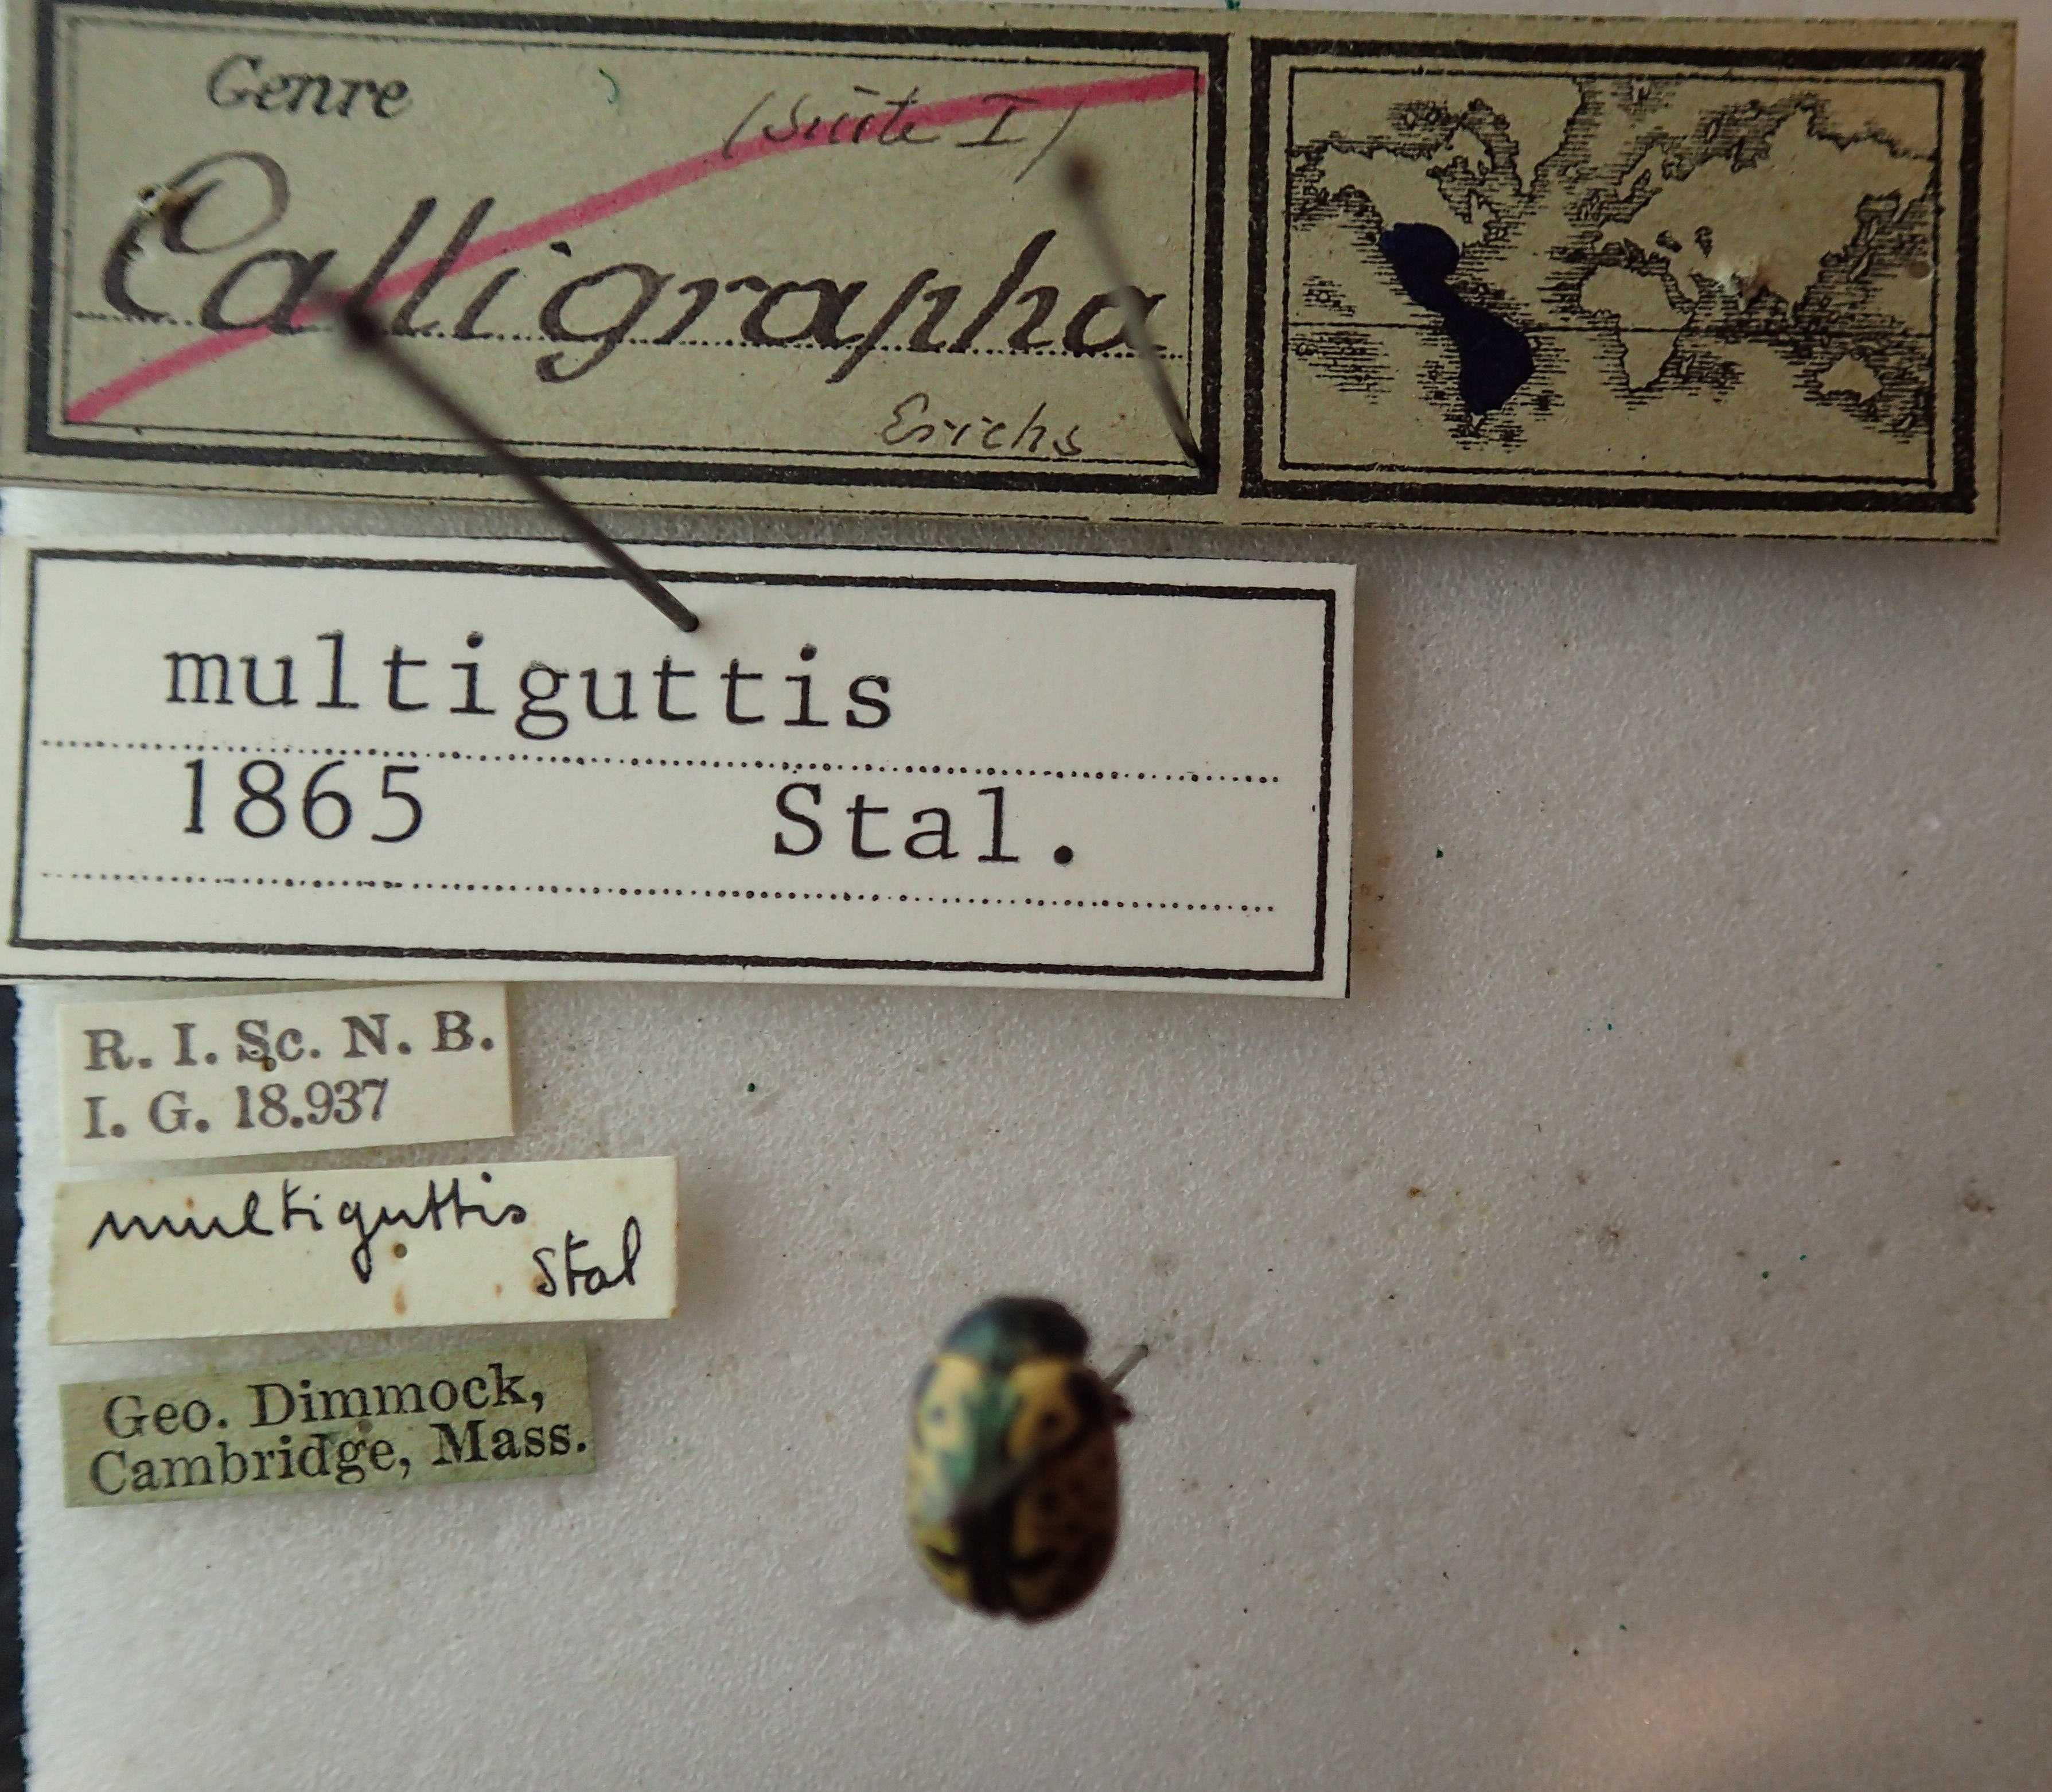 Genre
(Suite I)
Calligrapha
Erichs
multiguttis
1865 Stal.
R. I. Sc. N. B.
I. G. 18.937
multiguttis
Stal
Geo. Dimmock,
Cambridge, Mass.